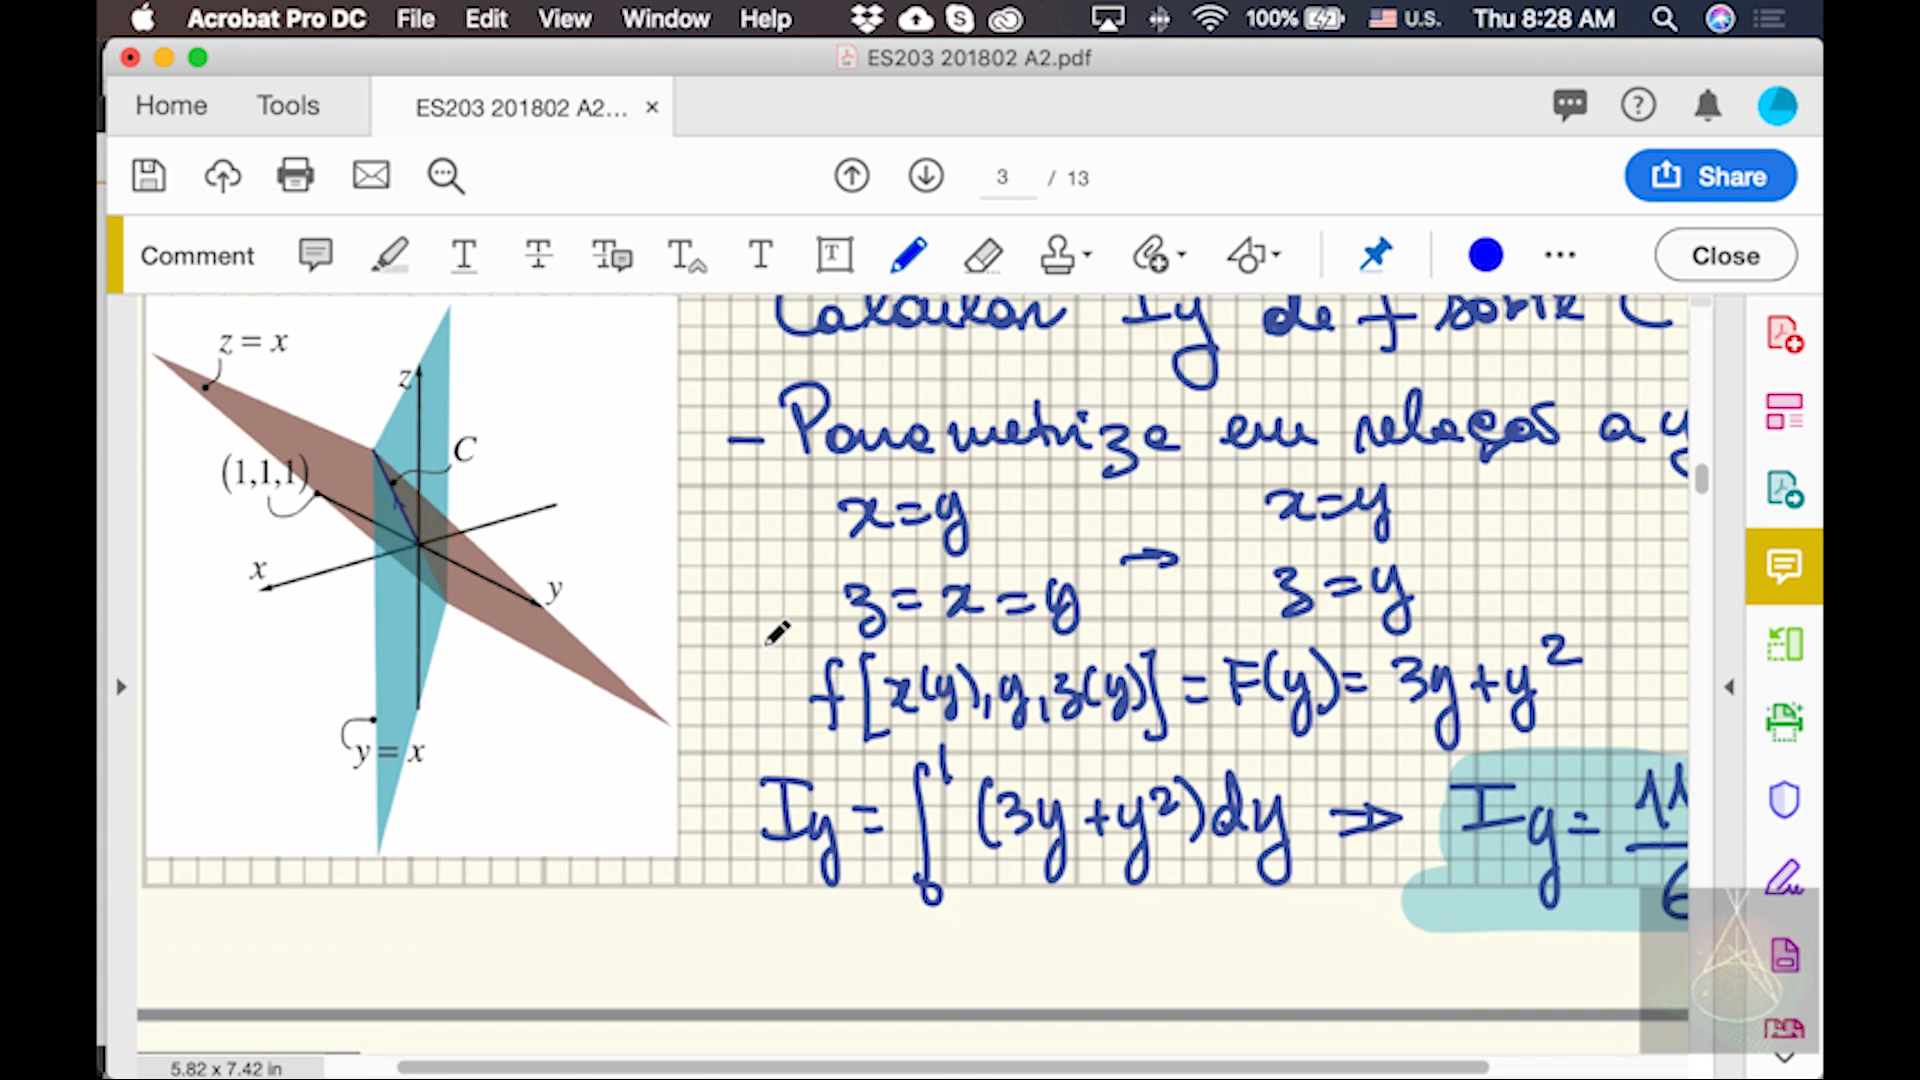 Acrobat Pro DC File Edit View Window Help 100% U.S. Thu 8:28 AM
ES203 201802 A2.pdf
Home Tools ES203 201802 A2... ×
3 / 13 Share
Comment T T T T T T Close
Calcular Iy de f sobre C
z = x
z
C
(1,1,1)
x
y
y = x
- Parametrize em relação a y
x=y → x=y
z=x=y z=y
f[x(y),y,z(y)]=F(y)=3y+y²
Iy=∫₀¹(3y+y²)dy ⇒ Iy=11/6
5.82 x 7.42 in